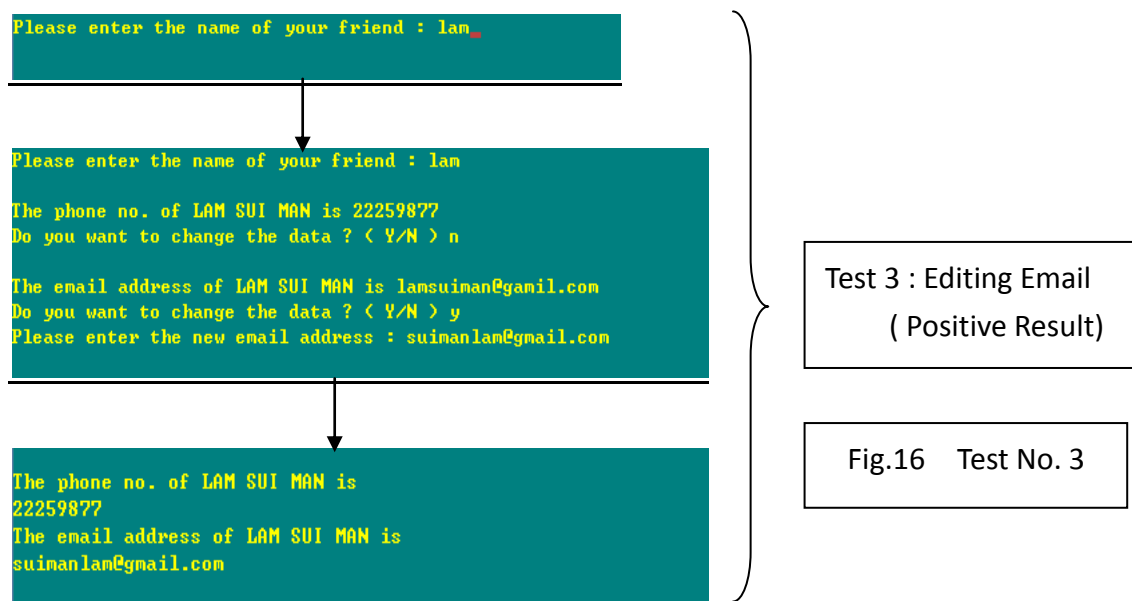 Please enter the name of your friend : lam
Please enter the name of your friend : lam
The phone no. of LAM SUI MAN is 22259877
Do you want to change the data ? ( Y/N ) n
The email address of LAM SUI MAN is lamsuiman@gamil.com
Do you want to change the data ? ( Y/N ) y
Please enter the new email address : suimanlam@gmail.com
The phone no. of LAM SUI MAN is
22259877
The email address of LAM SUI MAN is
suimanlam@gmail.com
Test 3 : Editing Email
( Positive Result)
Fig.16 Test No. 3